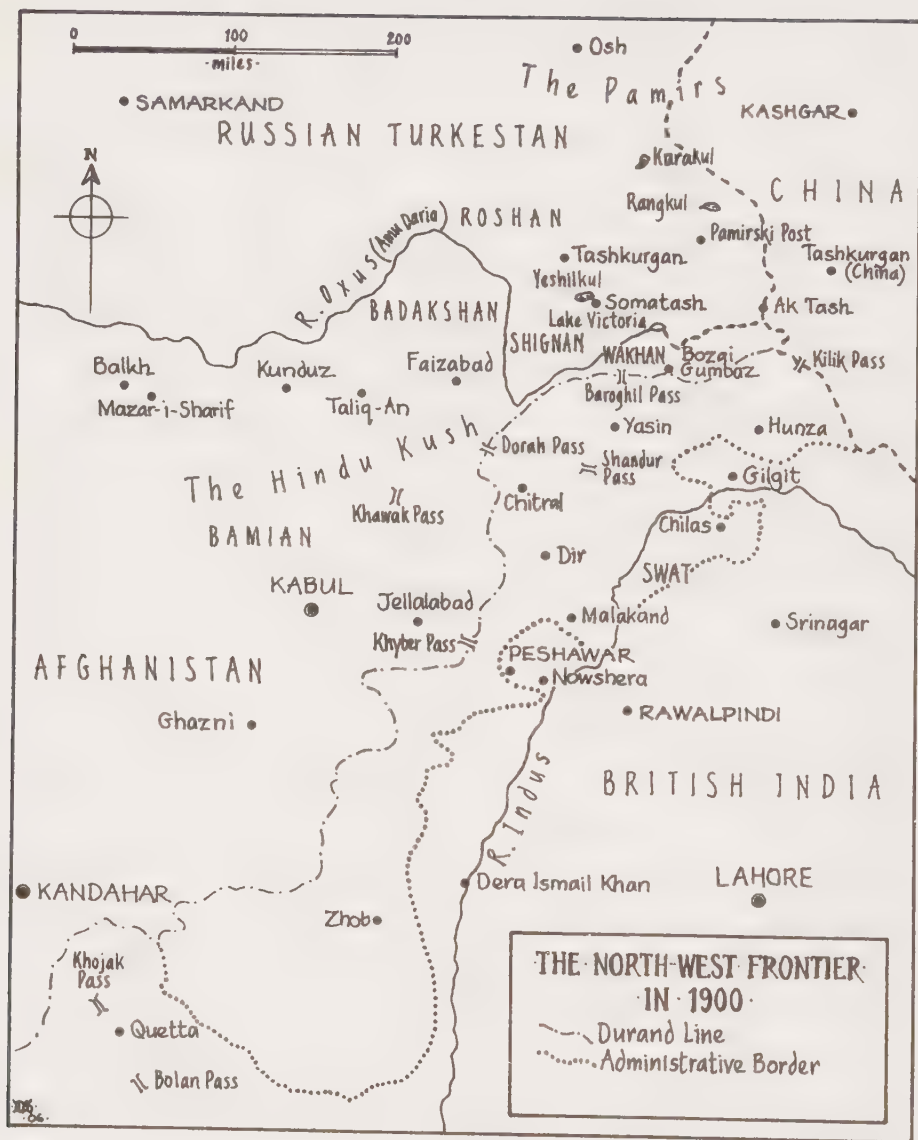 0 100 200
·miles·
Osh
The Pamirs
SAMARKAND
KASHGAR
RUSSIAN TURKESTAN
N
Karakul
CHINA
Rangkul
ROSHAN
Pamirski Post
R. Oxus (Amu Daria)
Tashkurgan
Tashkurgan
(China)
Yeshilkul
Somatash
BADAKSHAN
Lake Victoria
Ak Tash
SHIGNAN
WAKHAN
Bozai
Gumbaz
Kilik Pass
Balkh
Kunduz
Faizabad
Mazar-i-Sharif
Taliq-An
Baroghil Pass
Yasin
Hunza
The Hindu Kush
Dorah Pass
Shandur
Pass
Gilgit
Khawak Pass
Chitral
BAMIAN
Chilas
Dir
SWAT
KABUL
Jellalabad
Malakand
Srinagar
Khyber Pass
PESHAWAR
AFGHANISTAN
Nowshera
Ghazni
RAWALPINDI
BRITISH INDIA
R. Indus
KANDAHAR
Dera Ismail Khan
LAHORE
Zhob
Khojak
Pass
Quetta
Bolan Pass
·THE·NORTH-WEST FRONTIER·
·IN·1900·
Durand Line
Administrative Border
06